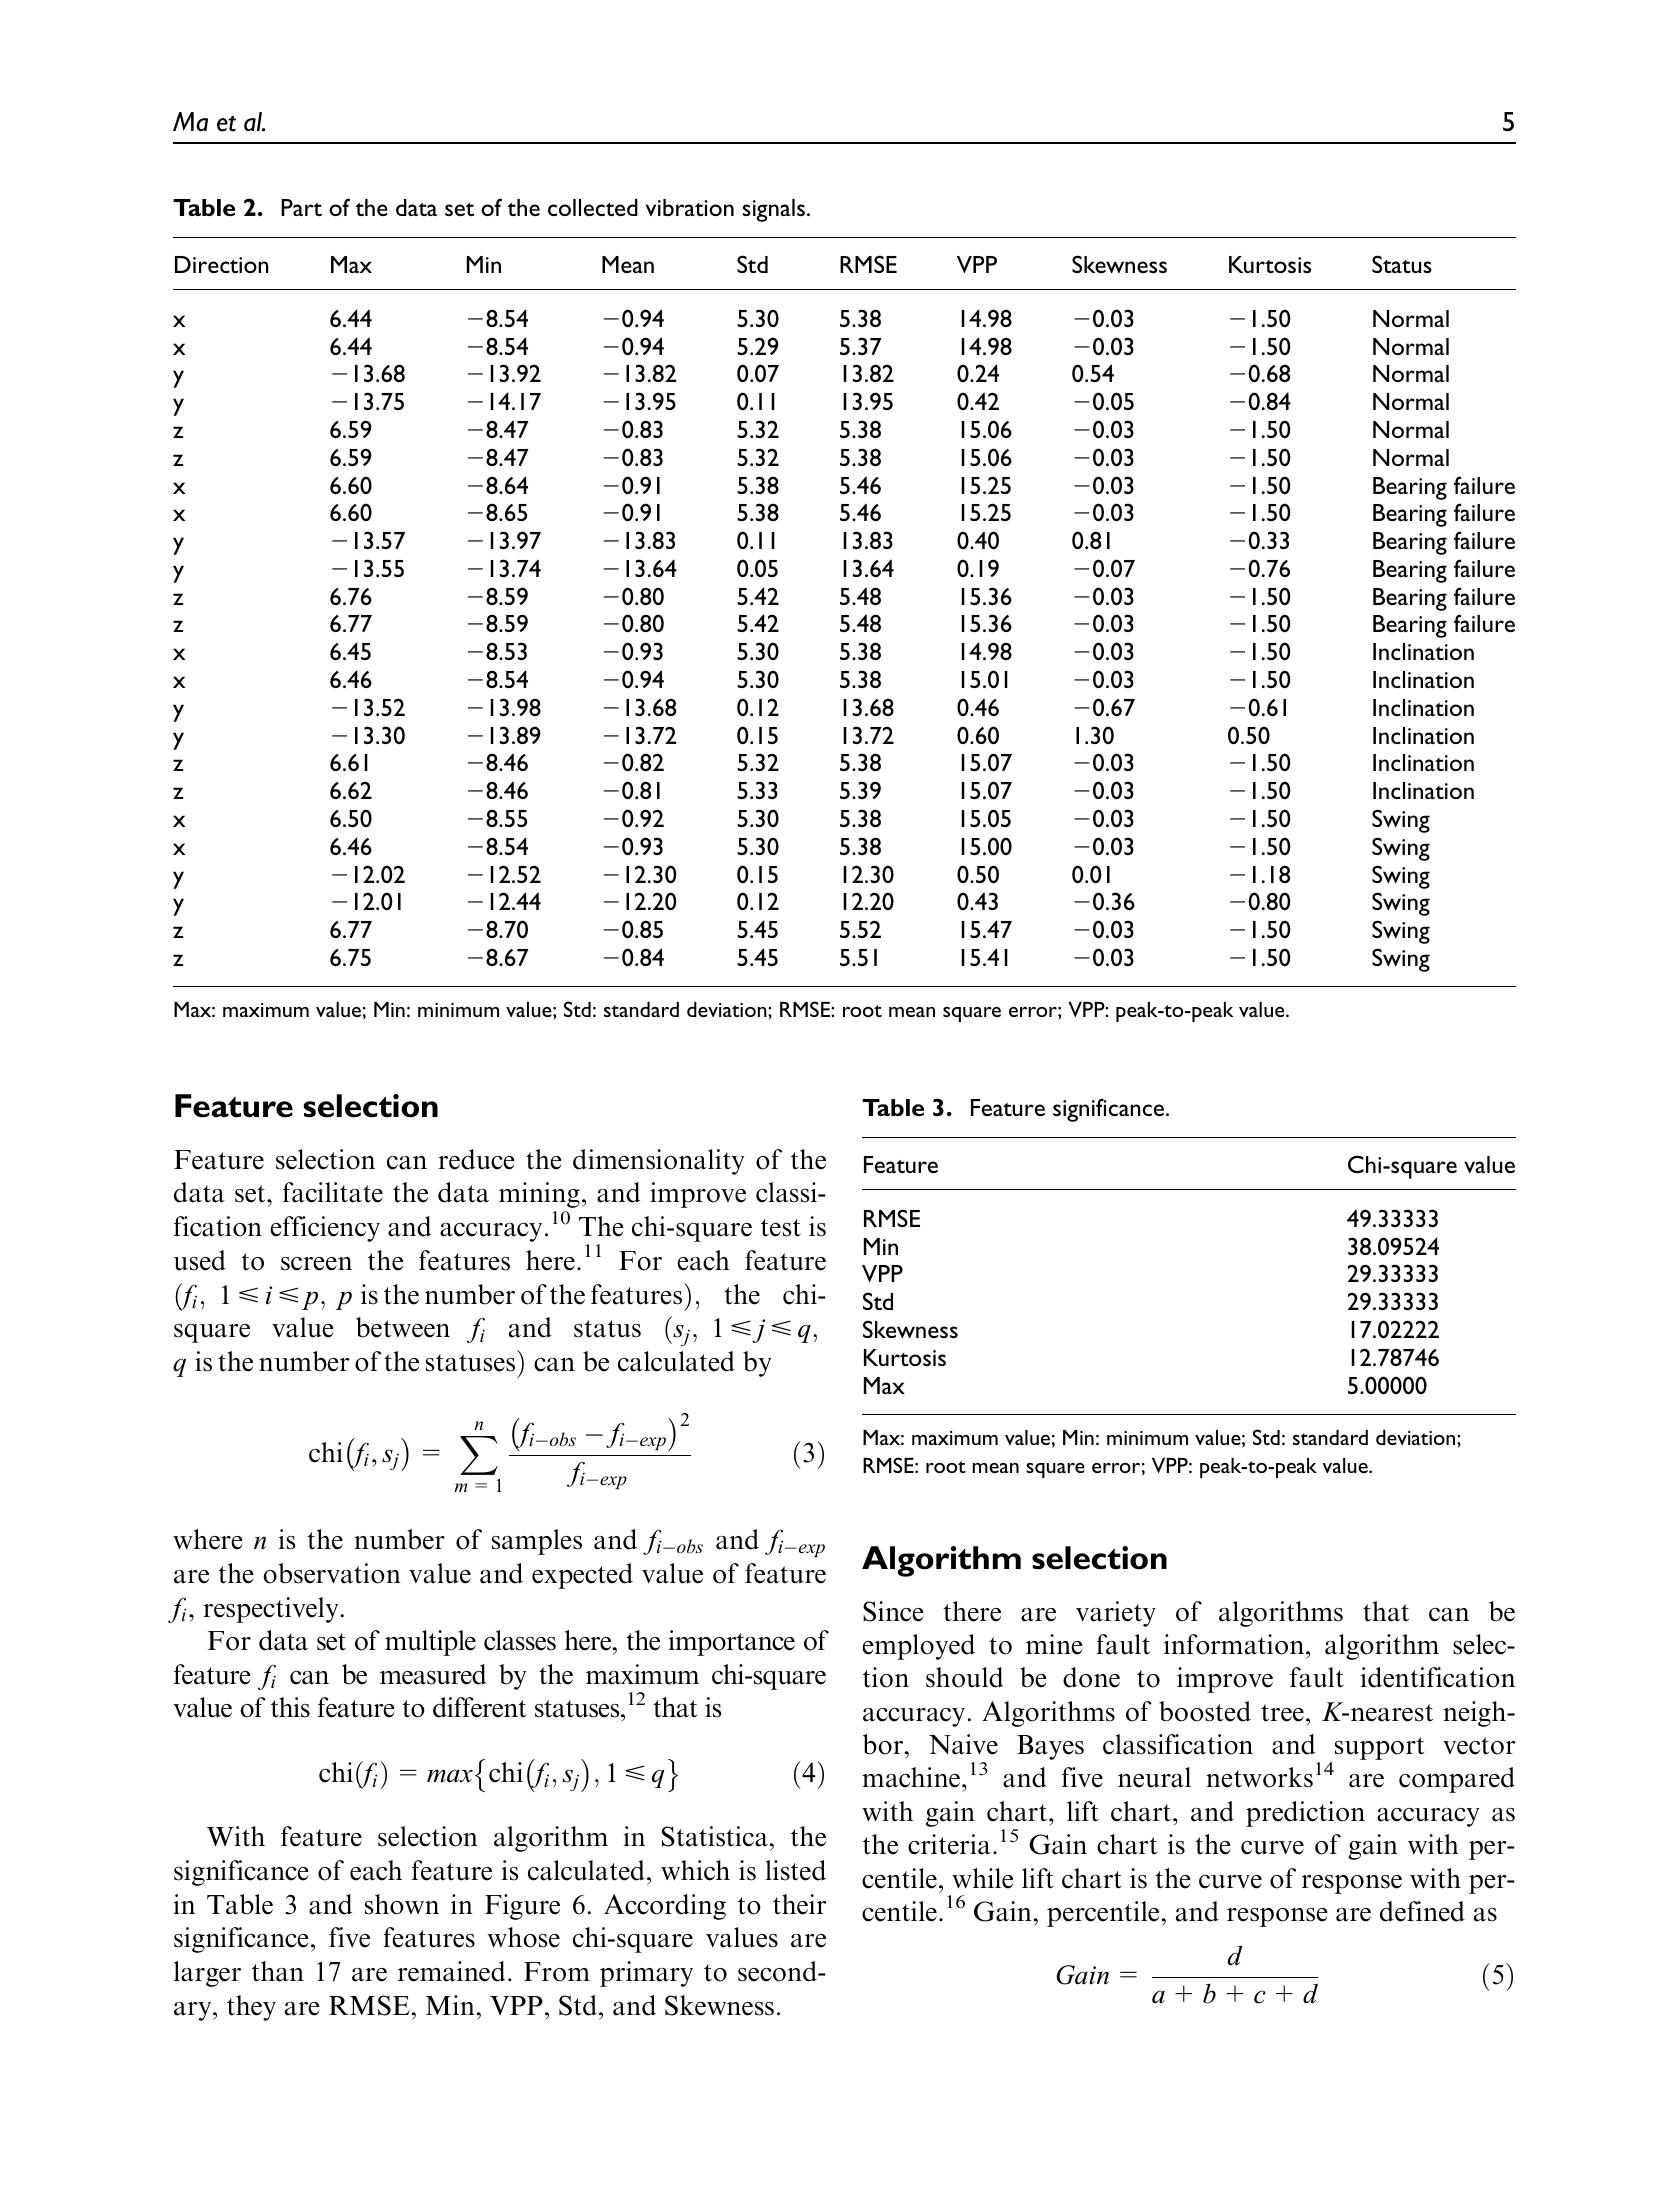 Ma et al. 5
Table 2. Part of the data set of the collected vibration signals.
Direction Max Min Mean Std RMSE VPP Skewness Kurtosis Status
x 6.44 −8.54 −0.94 5.30 5.38 14.98 −0.03 −1.50 Normal
x 6.44 −8.54 −0.94 5.29 5.37 14.98 −0.03 −1.50 Normal
y −13.68 −13.92 −13.82 0.07 13.82 0.24 0.54 −0.68 Normal
y −13.75 −14.17 −13.95 0.11 13.95 0.42 −0.05 −0.84 Normal
z 6.59 −8.47 −0.83 5.32 5.38 15.06 −0.03 −1.50 Normal
z 6.59 −8.47 −0.83 5.32 5.38 15.06 −0.03 −1.50 Normal
x 6.60 −8.64 −0.91 5.38 5.46 15.25 −0.03 −1.50 Bearing failure
x 6.60 −8.65 −0.91 5.38 5.46 15.25 −0.03 −1.50 Bearing failure
y −13.57 −13.97 −13.83 0.11 13.83 0.40 0.81 −0.33 Bearing failure
y −13.55 −13.74 −13.64 0.05 13.64 0.19 −0.07 −0.76 Bearing failure
z 6.76 −8.59 −0.80 5.42 5.48 15.36 −0.03 −1.50 Bearing failure
z 6.77 −8.59 −0.80 5.42 5.48 15.36 −0.03 −1.50 Bearing failure
x 6.45 −8.53 −0.93 5.30 5.38 14.98 −0.03 −1.50 Inclination
x 6.46 −8.54 −0.94 5.30 5.38 15.01 −0.03 −1.50 Inclination
y −13.52 −13.98 −13.68 0.12 13.68 0.46 −0.67 −0.61 Inclination
y −13.30 −13.89 −13.72 0.15 13.72 0.60 1.30 0.50 Inclination
z 6.61 −8.46 −0.82 5.32 5.38 15.07 −0.03 −1.50 Inclination
z 6.62 −8.46 −0.81 5.33 5.39 15.07 −0.03 −1.50 Inclination
x 6.50 −8.55 −0.92 5.30 5.38 15.05 −0.03 −1.50 Swing
x 6.46 −8.54 −0.93 5.30 5.38 15.00 −0.03 −1.50 Swing
y −12.02 −12.52 −12.30 0.15 12.30 0.50 0.01 −1.18 Swing
y −12.01 −12.44 −12.20 0.12 12.20 0.43 −0.36 −0.80 Swing
z 6.77 −8.70 −0.85 5.45 5.52 15.47 −0.03 −1.50 Swing
z 6.75 −8.67 −0.84 5.45 5.51 15.41 −0.03 −1.50 Swing
Max: maximum value; Min: minimum value; Std: standard deviation; RMSE: root mean square error; VPP: peak-to-peak value.
Feature selection
Feature selection can reduce the dimensionality of the
data set, facilitate the data mining, and improve classi-
fication efficiency and accuracy.10 The chi-square test is
used to screen the features here.11 For each feature
(fi, 1 ⩽ i ⩽ p, p is the number of the features), the chi-
square value between fi and status (sj, 1 ⩽ j ⩽ q,
q is the number of the statuses) can be calculated by
chi(fi, sj) = ∑ m = 1 n (fi−obs − fi−exp)2 / fi−exp (3)
where n is the number of samples and fi−obs and fi−exp
are the observation value and expected value of feature
fi, respectively.
For data set of multiple classes here, the importance of
feature fi can be measured by the maximum chi-square
value of this feature to different statuses,12 that is
chi(fi) = max{chi(fi, sj), 1 ⩽ q} (4)
With feature selection algorithm in Statistica, the
significance of each feature is calculated, which is listed
in Table 3 and shown in Figure 6. According to their
significance, five features whose chi-square values are
larger than 17 are remained. From primary to second-
ary, they are RMSE, Min, VPP, Std, and Skewness.
Table 3. Feature significance.
Feature Chi-square value
RMSE 49.33333
Min 38.09524
VPP 29.33333
Std 29.33333
Skewness 17.02222
Kurtosis 12.78746
Max 5.00000
Max: maximum value; Min: minimum value; Std: standard deviation;
RMSE: root mean square error; VPP: peak-to-peak value.
Algorithm selection
Since there are variety of algorithms that can be
employed to mine fault information, algorithm selec-
tion should be done to improve fault identification
accuracy. Algorithms of boosted tree, K-nearest neigh-
bor, Naive Bayes classification and support vector
machine,13 and five neural networks14 are compared
with gain chart, lift chart, and prediction accuracy as
the criteria.15 Gain chart is the curve of gain with per-
centile, while lift chart is the curve of response with per-
centile.16 Gain, percentile, and response are defined as
Gain = d / a + b + c + d (5)